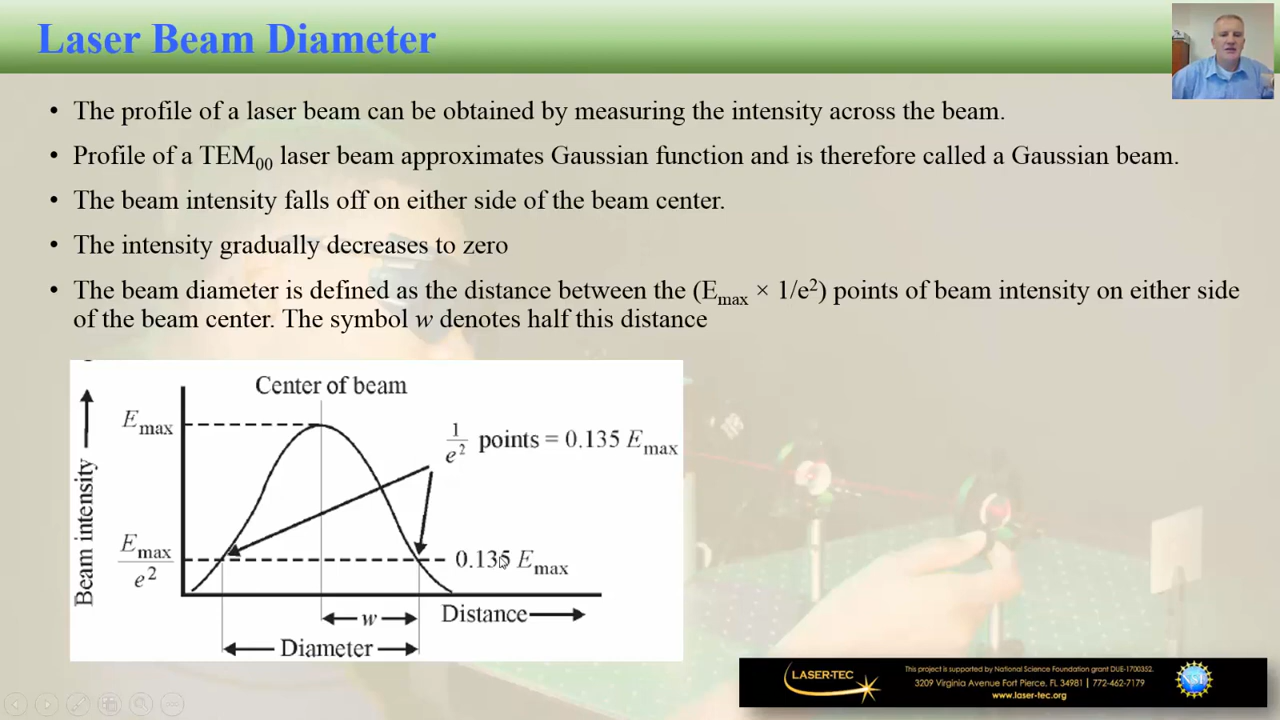 Laser Beam Diameter
• The profile of a laser beam can be obtained by measuring the intensity across the beam.
• Profile of a TEM₀₀ laser beam approximates Gaussian function and is therefore called a Gaussian beam.
• The beam intensity falls off on either side of the beam center.
• The intensity gradually decreases to zero
• The beam diameter is defined as the distance between the (Eₘₐₓ × 1/e²) points of beam intensity on either side
of the beam center. The symbol w denotes half this distance
Center of beam
Eₘₐₓ
1/e² points = 0.135 Eₘₐₓ
Beam intensity
Eₘₐₓ/e²
0.135 Eₘₐₓ
w
Distance
Diameter
LASER-TEC
This project is supported by National Science Foundation grant DUE-1700352.
3209 Virginia Avenue Fort Pierce, FL 34981 | 772-462-7179
www.laser-tec.org
NSF